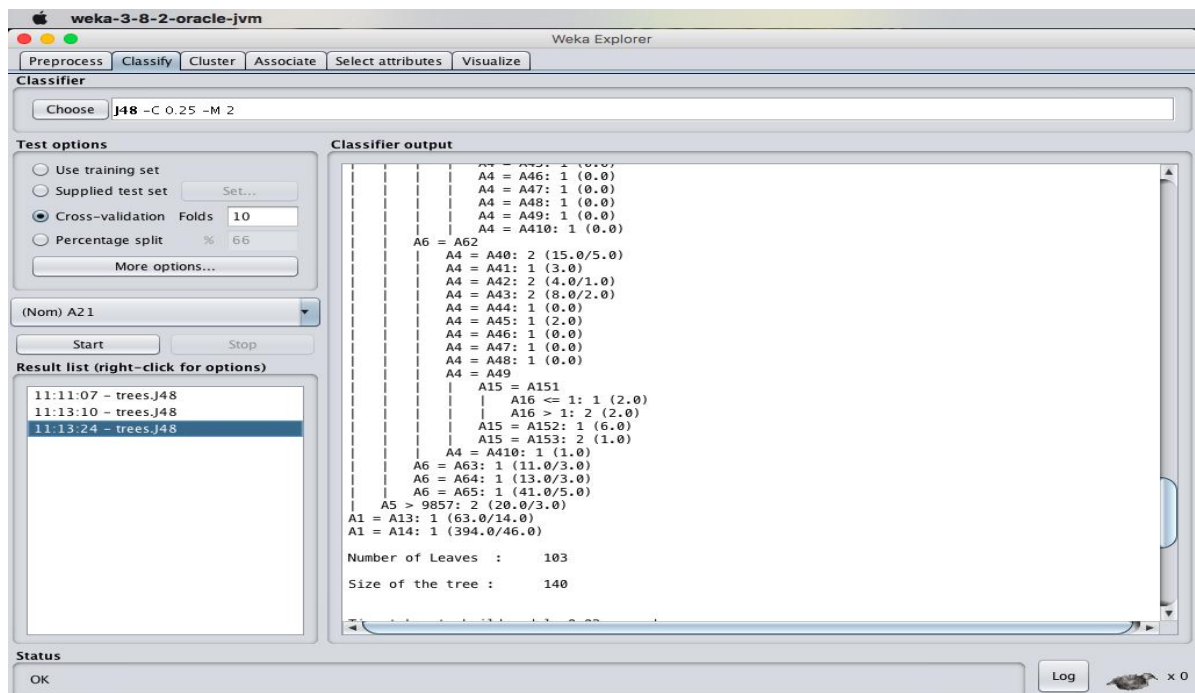 weka-3-8-2-oracle-jvm
Weka Explorer
Preprocess Classify Cluster Associate Select attributes Visualize
Classifier
Choose J48 -C 0.25 -M 2
Test options
Use training set
Supplied test set Set...
Cross-validation Folds 10
Percentage split % 66
More options...
(Nom) A21
Start Stop
Result list (right-click for options)
11:11:07 - trees.J48
11:13:10 - trees.J48
11:13:24 - trees.J48
Classifier output
| | | | A4 = A46: 1 (0.0)
| | | | A4 = A47: 1 (0.0)
| | | | A4 = A48: 1 (0.0)
| | | | A4 = A49: 1 (0.0)
| | | | A4 = A410: 1 (0.0)
| | A6 = A62
| | | A4 = A40: 2 (15.0/5.0)
| | | A4 = A41: 1 (3.0)
| | | A4 = A42: 2 (4.0/1.0)
| | | A4 = A43: 2 (8.0/2.0)
| | | A4 = A44: 1 (0.0)
| | | A4 = A45: 1 (2.0)
| | | A4 = A46: 1 (0.0)
| | | A4 = A47: 1 (0.0)
| | | A4 = A48: 1 (0.0)
| | | A4 = A49
| | | | A15 = A151
| | | | | A16 <= 1: 1 (2.0)
| | | | | A16 > 1: 2 (2.0)
| | | | A15 = A152: 1 (6.0)
| | | | A15 = A153: 2 (1.0)
| | | A4 = A410: 1 (1.0)
| | A6 = A63: 1 (11.0/3.0)
| | A6 = A64: 1 (13.0/3.0)
| | A6 = A65: 1 (41.0/5.0)
| A5 > 9857: 2 (20.0/3.0)
A1 = A13: 1 (63.0/14.0)
A1 = A14: 1 (394.0/46.0)
Number of Leaves : 103
Size of the tree : 140
Status
OK
Log x 0